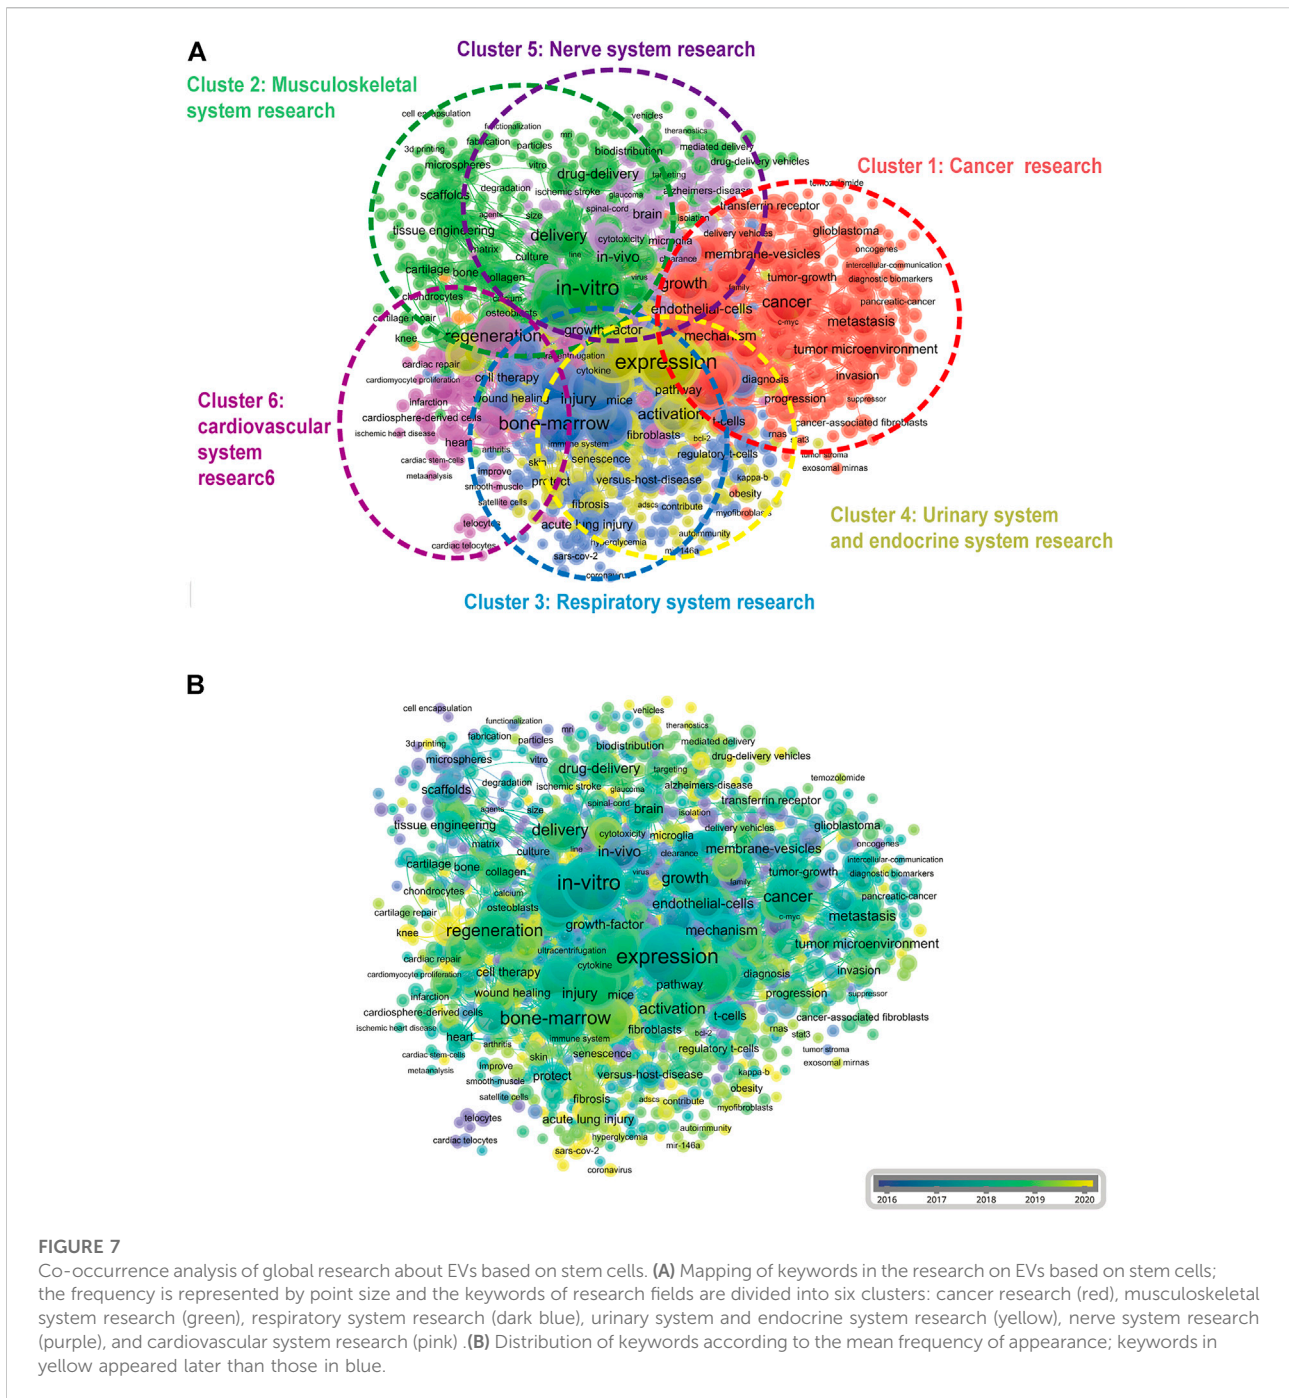 A
Cluster 5: Nerve system research
Cluste 2: Musculoskeletal
system research
Cluster 1: Cancer research
cell encapsulation
vehicles
functionalization
theranostics
mri
fabrication
particles
mediated delivery
3d printing
biodistribution
drug-delivery vehicles
microspheres
vitro
drug-delivery
targeting
temozolomide
scaffolds
degradation
ischemic stroke
glaucoma
alzheimers-disease
transferrin receptor
agents
size
spinal-cord
brain
isolation
tissue engineering
delivery
cytotoxicity
microglia
delivery vehicles
glioblastoma
matrix
culture
line
in-vivo
clearance
membrane-vesicles
oncogenes
intercellular-communication
cartilage
bone
collagen
virus
growth
family
tumor-growth
diagnostic biomarkers
chondrocytes
calcium
in-vitro
endothelial-cells
cancer
pancreatic-cancer
osteoblasts
c-myc
metastasis
cartilage repair
knee
regeneration
growth-factor
mechanism
tumor microenvironment
ultracentrifugation
expression
cardiac repair
cytokine
cardiomyocyte proliferation
cell therapy
pathway
diagnosis
invasion
infarction
wound healing
injury
mice
progression
suppressor
cardiosphere-derived cells
bone-marrow
activation
t-cells
cancer-associated fibroblasts
ischemic heart disease
heart
arthritis
immune system
fibroblasts
bcl-2
rnas
stat3
cardiac stem-cells
skin
senescence
regulatory t-cells
tumor stroma
metaanalysis
improve
exosomal mirnas
smooth-muscle
protect
versus-host-disease
kappa-b
satellite cells
fibrosis
adscs
contribute
obesity
myofibroblasts
telocytes
acute lung injury
autoimmunity
cardiac telocytes
hyperglycemia
sars-cov-2
mir-146a
coronavirus
Cluster 6:
cardiovascular
system
researc6
Cluster 4: Urinary system
and endocrine system research
Cluster 3: Respiratory system research
B
cell encapsulation
vehicles
functionalization
theranostics
mri
fabrication
particles
mediated delivery
3d printing
biodistribution
drug-delivery vehicles
microspheres
vitro
drug-delivery
targeting
temozolomide
scaffolds
degradation
ischemic stroke
glaucoma
alzheimers-disease
transferrin receptor
agents
size
spinal-cord
brain
isolation
tissue engineering
delivery
cytotoxicity
microglia
delivery vehicles
glioblastoma
matrix
culture
line
in-vivo
clearance
membrane-vesicles
oncogenes
intercellular-communication
cartilage
bone
collagen
virus
growth
family
tumor-growth
diagnostic biomarkers
chondrocytes
calcium
in-vitro
endothelial-cells
cancer
pancreatic-cancer
osteoblasts
c-myc
metastasis
cartilage repair
knee
regeneration
growth-factor
mechanism
tumor microenvironment
ultracentrifugation
expression
cardiac repair
cytokine
cardiomyocyte proliferation
cell therapy
pathway
diagnosis
invasion
infarction
wound healing
injury
mice
progression
suppressor
cardiosphere-derived cells
bone-marrow
activation
t-cells
cancer-associated fibroblasts
ischemic heart disease
heart
arthritis
immune system
fibroblasts
bcl-2
rnas
stat3
cardiac stem-cells
skin
senescence
regulatory t-cells
tumor stroma
metaanalysis
improve
exosomal mirnas
smooth-muscle
protect
versus-host-disease
kappa-b
satellite cells
fibrosis
adscs
contribute
obesity
myofibroblasts
telocytes
acute lung injury
autoimmunity
cardiac telocytes
hyperglycemia
sars-cov-2
mir-146a
coronavirus
2016 2017 2018 2019 2020
FIGURE 7
Co-occurrence analysis of global research about EVs based on stem cells. (A) Mapping of keywords in the research on EVs based on stem cells;
the frequency is represented by point size and the keywords of research fields are divided into six clusters: cancer research (red), musculoskeletal
system research (green), respiratory system research (dark blue), urinary system and endocrine system research (yellow), nerve system research
(purple), and cardiovascular system research (pink) .(B) Distribution of keywords according to the mean frequency of appearance; keywords in
yellow appeared later than those in blue.